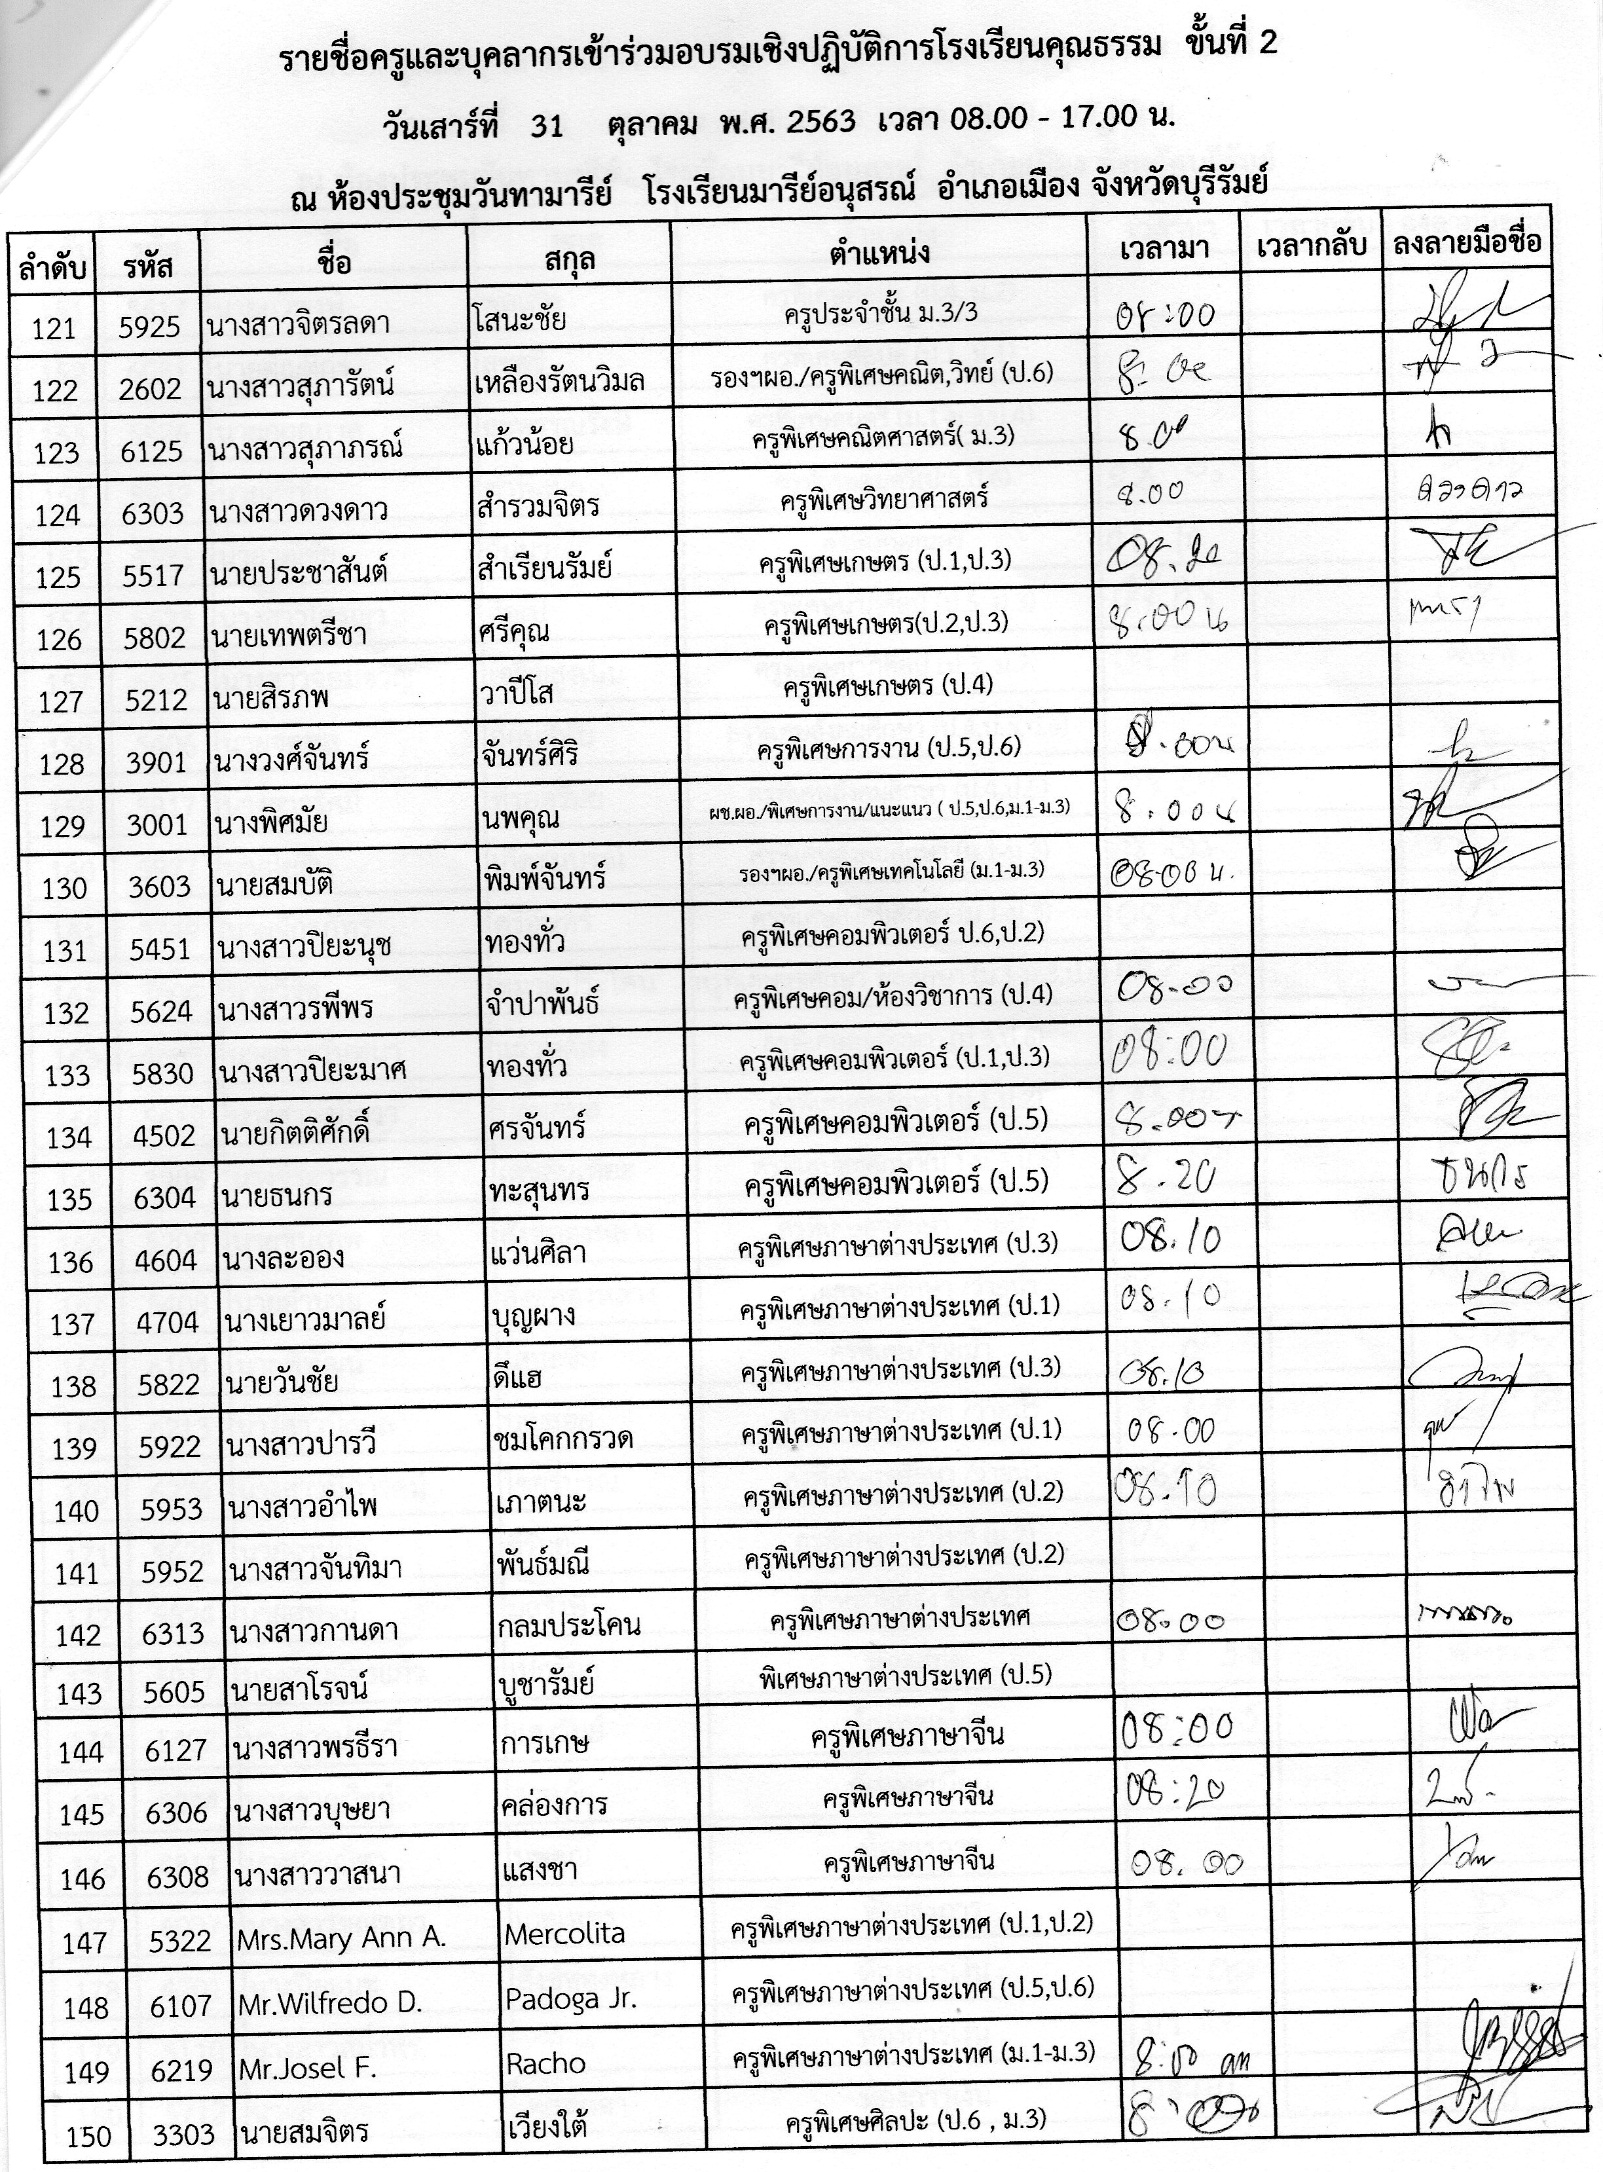 รายชื่อครูและบุคลากรเข้าร่วมอบรมเชิงปฏิบัติการโรงเรียนคุณธรรม ขั้นที่ 2
วันเสาร์ที่ 31 ตุลาคม พ.ศ. 2563 เวลา 08.00 - 17.00 น.
ณ ห้องประชุมวันทามารีย์ โรงเรียนมารีย์อนุสรณ์ อำเภอเมือง จังหวัดบุรีรัมย์
ลำดับ รหัส ชื่อ สกุล ตำแหน่ง เวลามา เวลากลับ ลงลายมือชื่อ
121 5925 นางสาวจิตรลดา โสนะชัย ครูประจำชั้น ม.3/3 08:00
122 2602 นางสาวสุภารัตน์ เหลืองรัตนวิมล รองฯผอ./ครูพิเศษคณิต,วิทย์ (ป.6)
123 6125 นางสาวสุภาภรณ์ แก้วน้อย ครูพิเศษคณิตศาสตร์( ม.3) 8.00
124 6303 นางสาวดวงดาว สำรวมจิตร ครูพิเศษวิทยาศาสตร์ 8.00 ดวงดาว
125 5517 นายประชาสันต์ สำเรียนรัมย์ ครูพิเศษเกษตร (ป.1,ป.3) 08.20
126 5802 นายเทพตรีชา ศรีคุณ ครูพิเศษเกษตร(ป.2,ป.3) 8.00 น
127 5212 นายสิรภพ วาปีโส ครูพิเศษเกษตร (ป.4)
128 3901 นางวงศ์จันทร์ จันทร์ศิริ ครูพิเศษการงาน (ป.5,ป.6) 8.00น
129 3001 นางพิศมัย นพคุณ ผช.ผอ./พิเศษการงาน/แนะแนว ( ป.5,ป.6,ม.1-ม.3) 8.00น
130 3603 นายสมบัติ พิมพ์จันทร์ รองฯผอ./ครูพิเศษเทคโนโลยี (ม.1-ม.3) 08.00 น.
131 5451 นางสาวปิยะนุช ทองทั่ว ครูพิเศษคอมพิวเตอร์ ป.6,ป.2)
132 5624 นางสาวรพีพร จำปาพันธ์ ครูพิเศษคอม/ห้องวิชาการ (ป.4) 08.00
133 5830 นางสาวปิยะมาศ ทองทั่ว ครูพิเศษคอมพิวเตอร์ (ป.1,ป.3) 08:00
134 4502 นายกิตติศักดิ์ ศรจันทร์ ครูพิเศษคอมพิวเตอร์ (ป.5) 8.00น
135 6304 นายธนกร ทะสุนทร ครูพิเศษคอมพิวเตอร์ (ป.5) 8.20 ธนกร
136 4604 นางละออง แว่นศิลา ครูพิเศษภาษาต่างประเทศ (ป.3) 08.10
137 4704 นางเยาวมาลย์ บุญผาง ครูพิเศษภาษาต่างประเทศ (ป.1) 08.10
138 5822 นายวันชัย ดีแฮ ครูพิเศษภาษาต่างประเทศ (ป.3) 08.10
139 5922 นางสาวปารวี ชมโคกกรวด ครูพิเศษภาษาต่างประเทศ (ป.1) 08.00
140 5953 นางสาวอำไพ เภาตนะ ครูพิเศษภาษาต่างประเทศ (ป.2) 08.10 อำไพ
141 5952 นางสาวจันทิมา พันธ์มณี ครูพิเศษภาษาต่างประเทศ (ป.2)
142 6313 นางสาวกานดา กลมประโคน ครูพิเศษภาษาต่างประเทศ 08.00
143 5605 นายสาโรจน์ บูชารัมย์ พิเศษภาษาต่างประเทศ (ป.5)
144 6127 นางสาวพรธีรา การเกษ ครูพิเศษภาษาจีน 08:00
145 6306 นางสาวบุษยา คล่องการ ครูพิเศษภาษาจีน 08:20
146 6308 นางสาววาสนา แสงชา ครูพิเศษภาษาจีน 08.00
147 5322 Mrs.Mary Ann A. Mercolita ครูพิเศษภาษาต่างประเทศ (ป.1,ป.2)
148 6107 Mr.Wilfredo D. Padoga Jr. ครูพิเศษภาษาต่างประเทศ (ป.5,ป.6)
149 6219 Mr.Josel F. Racho ครูพิเศษภาษาต่างประเทศ (ม.1-ม.3) 8:00 am
150 3303 นายสมจิตร เวียงใต้ ครูพิเศษศิลปะ (ป.6 , ม.3)